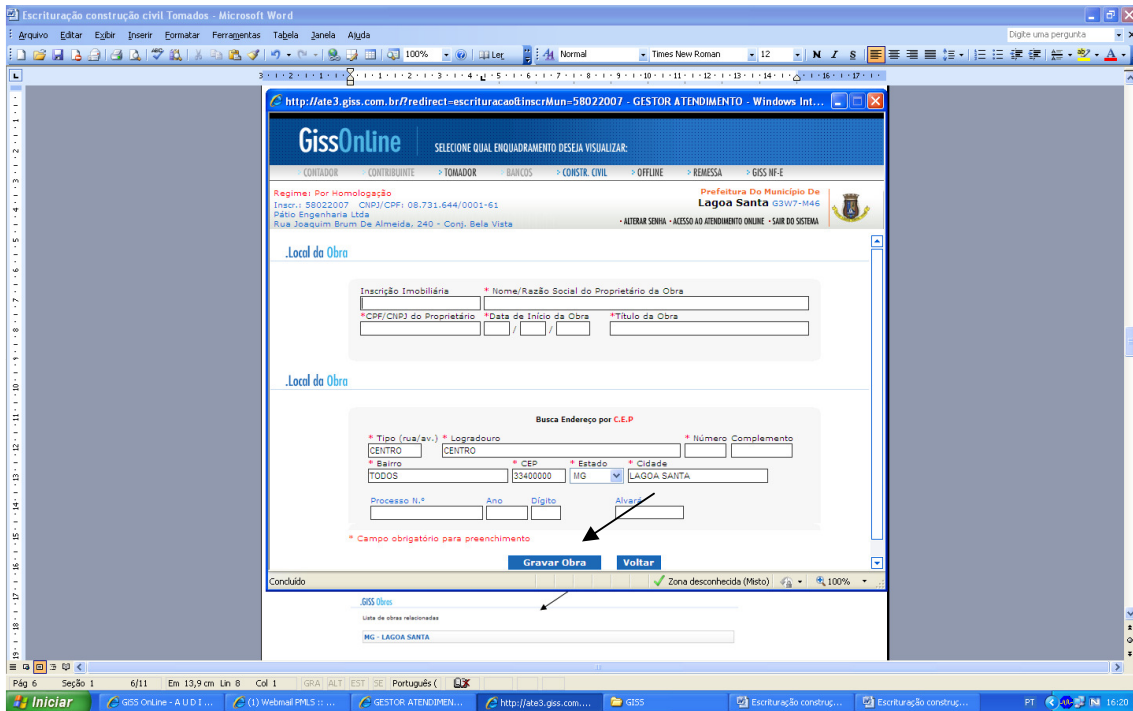 Escrituração construção civil Tomados - Microsoft Word
Arquivo Editar Exibir Inserir Formatar Ferramentas Tabela Janela Ajuda
Digite uma pergunta
100% Ler Normal Times New Roman 12 N I S
http://ate3.giss.com.br/?redirect=escrituracao&inscrMun=58022007 - GESTOR ATENDIMENTO - Windows Int...
GissOnline SELECIONE QUAL ENQUADRAMENTO DESEJA VISUALIZAR:
> CONTADOR > CONTRIBUINTE > TOMADOR > BANCOS > CONSTR. CIVIL > OFFLINE > REMESSA > GISS NF-E
Regime: Por Homologação
Inscr.: 58022007 CNPJ/CPF: 08.731.644/0001-61
Pátio Engenharia Ltda
Rua Joaquim Brum De Almeida, 240 - Conj. Bela Vista
Prefeitura Do Município De
Lagoa Santa G3W7-M46
• ALTERAR SENHA • ACESSO AO ATENDIMENTO ONLINE • SAIR DO SISTEMA
.Local da Obra
Inscrição Imobiliária * Nome/Razão Social do Proprietário da Obra
*CPF/CNPJ do Proprietário *Data de Início da Obra *Título da Obra
/ /
.Local da Obra
Busca Endereço por C.E.P
* Tipo (rua/av.) * Logradouro * Número Complemento
CENTRO CENTRO
* Bairro * CEP * Estado * Cidade
TODOS 33400000 MG LAGOA SANTA
Processo N.° Ano Dígito Alvará
* Campo obrigatório para preenchimento
Gravar Obra Voltar
Concluído Zona desconhecida (Misto) 100%
.GISS Obras
Lista de obras relacionadas
MG - LAGOA SANTA
Pág 6 Seção 1 6/11 Em 13,9 cm Lin 8 Col 1 GRA ALT EST SE Português (
Iniciar GISS OnLine - A U D I ... (1) Webmail PMLS :: ... GESTOR ATENDIMEN... http://ate3.giss.com.... GISS Escrituração construç... Escrituração construç... PT 16:20